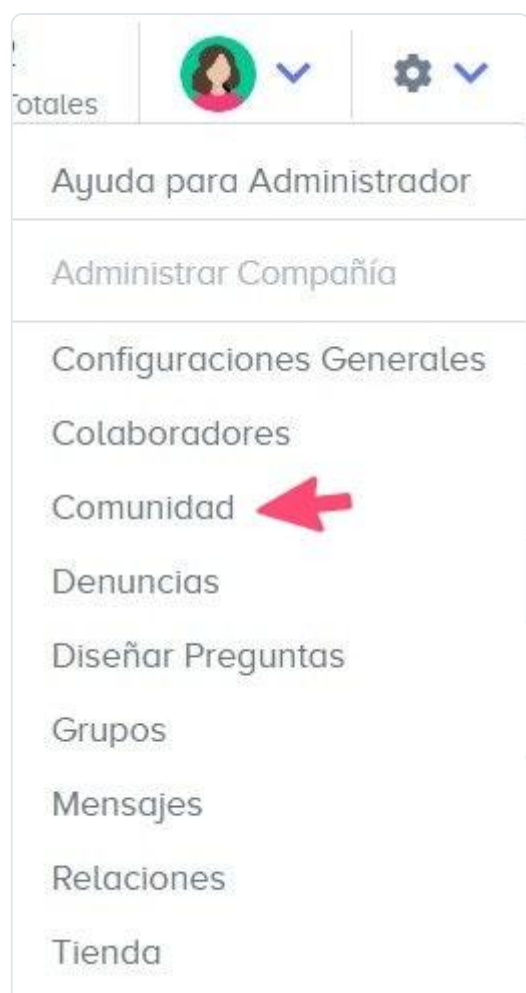 Totales
Ayuda para Administrador
Administrar Compañía
Configuraciones Generales
Colaboradores
Comunidad
Denuncias
Diseñar Preguntas
Grupos
Mensajes
Relaciones
Tienda